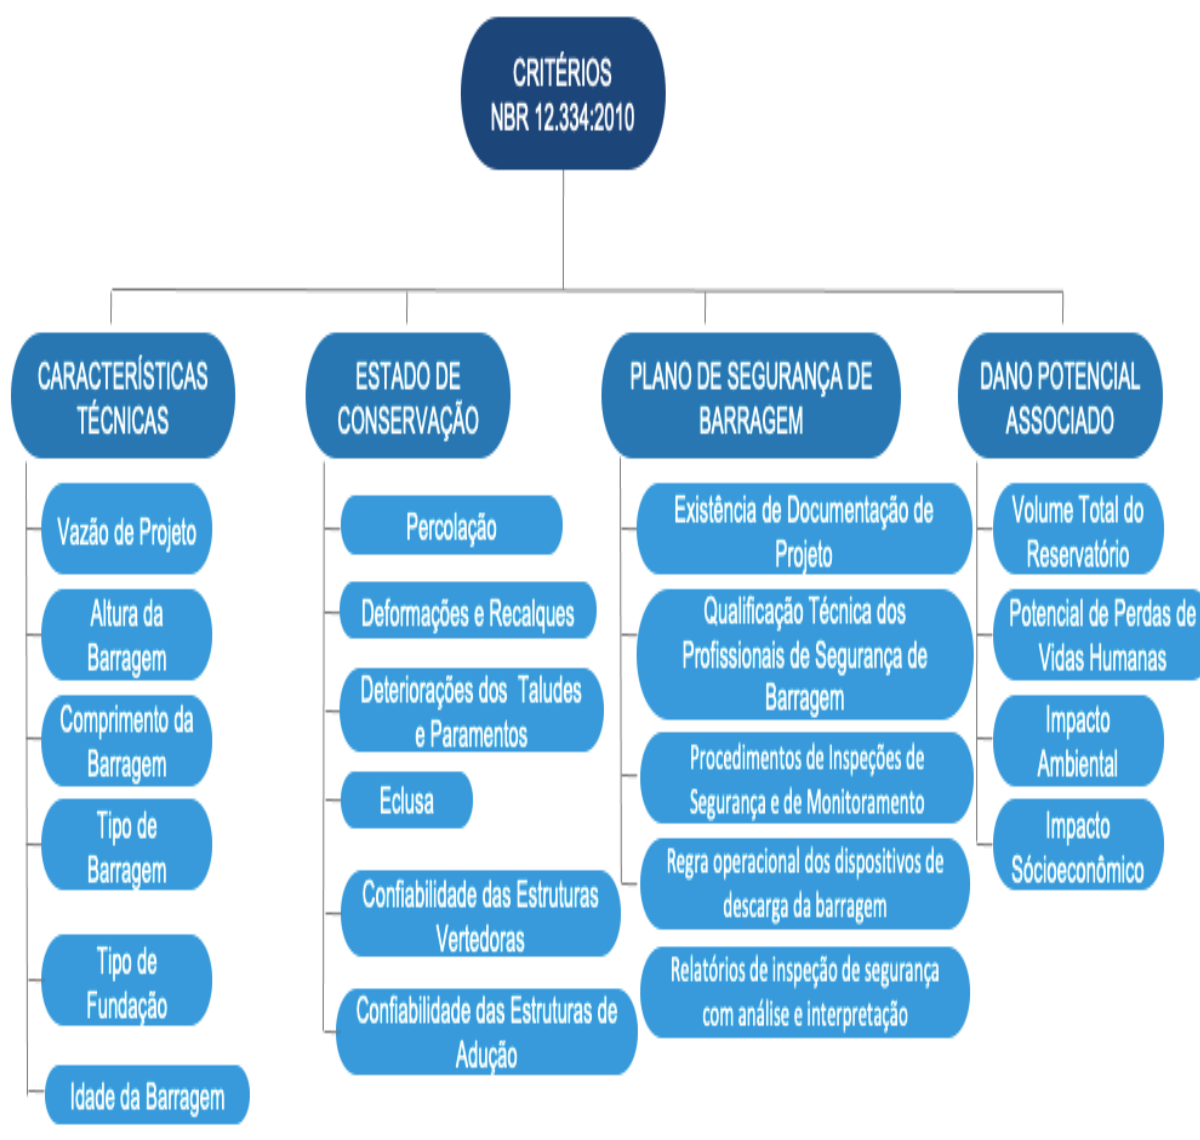 CRITÉRIOS
NBR 12.334:2010
CARACTERÍSTICAS
TÉCNICAS
Vazão de Projeto
Altura da
Barragem
Comprimento da
Barragem
Tipo de
Barragem
Tipo de
Fundação
Idade da Barragem
ESTADO DE
CONSERVAÇÃO
Percolação
Deformações e Recalques
Deteriorações dos Taludes
e Paramentos
Eclusa
Confiabilidade das Estruturas
Vertedoras
Confiabilidade das Estruturas de
Adução
PLANO DE SEGURANÇA DE
BARRAGEM
Existência de Documentação de
Projeto
Qualificação Técnica dos
Profissionais de Segurança de
Barragem
Procedimentos de Inspeções de
Segurança e de Monitoramento
Regra operacional dos dispositivos de
descarga da barragem
Relatórios de inspeção de segurança
com análise e interpretação
DANO POTENCIAL
ASSOCIADO
Volume Total do
Reservatório
Potencial de Perdas de
Vidas Humanas
Impacto
Ambiental
Impacto
Sócioeconômico